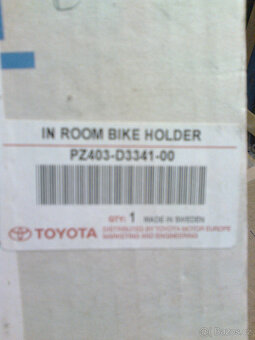 IN ROOM BIKE HOLDER
PZ403-D3341-00
QTY: 1 MADE IN SWEDEN
TOYOTA
DISTRIBUTED BY TOYOTA MOTOR EUROPE
MARKETING AND ENGINEERING